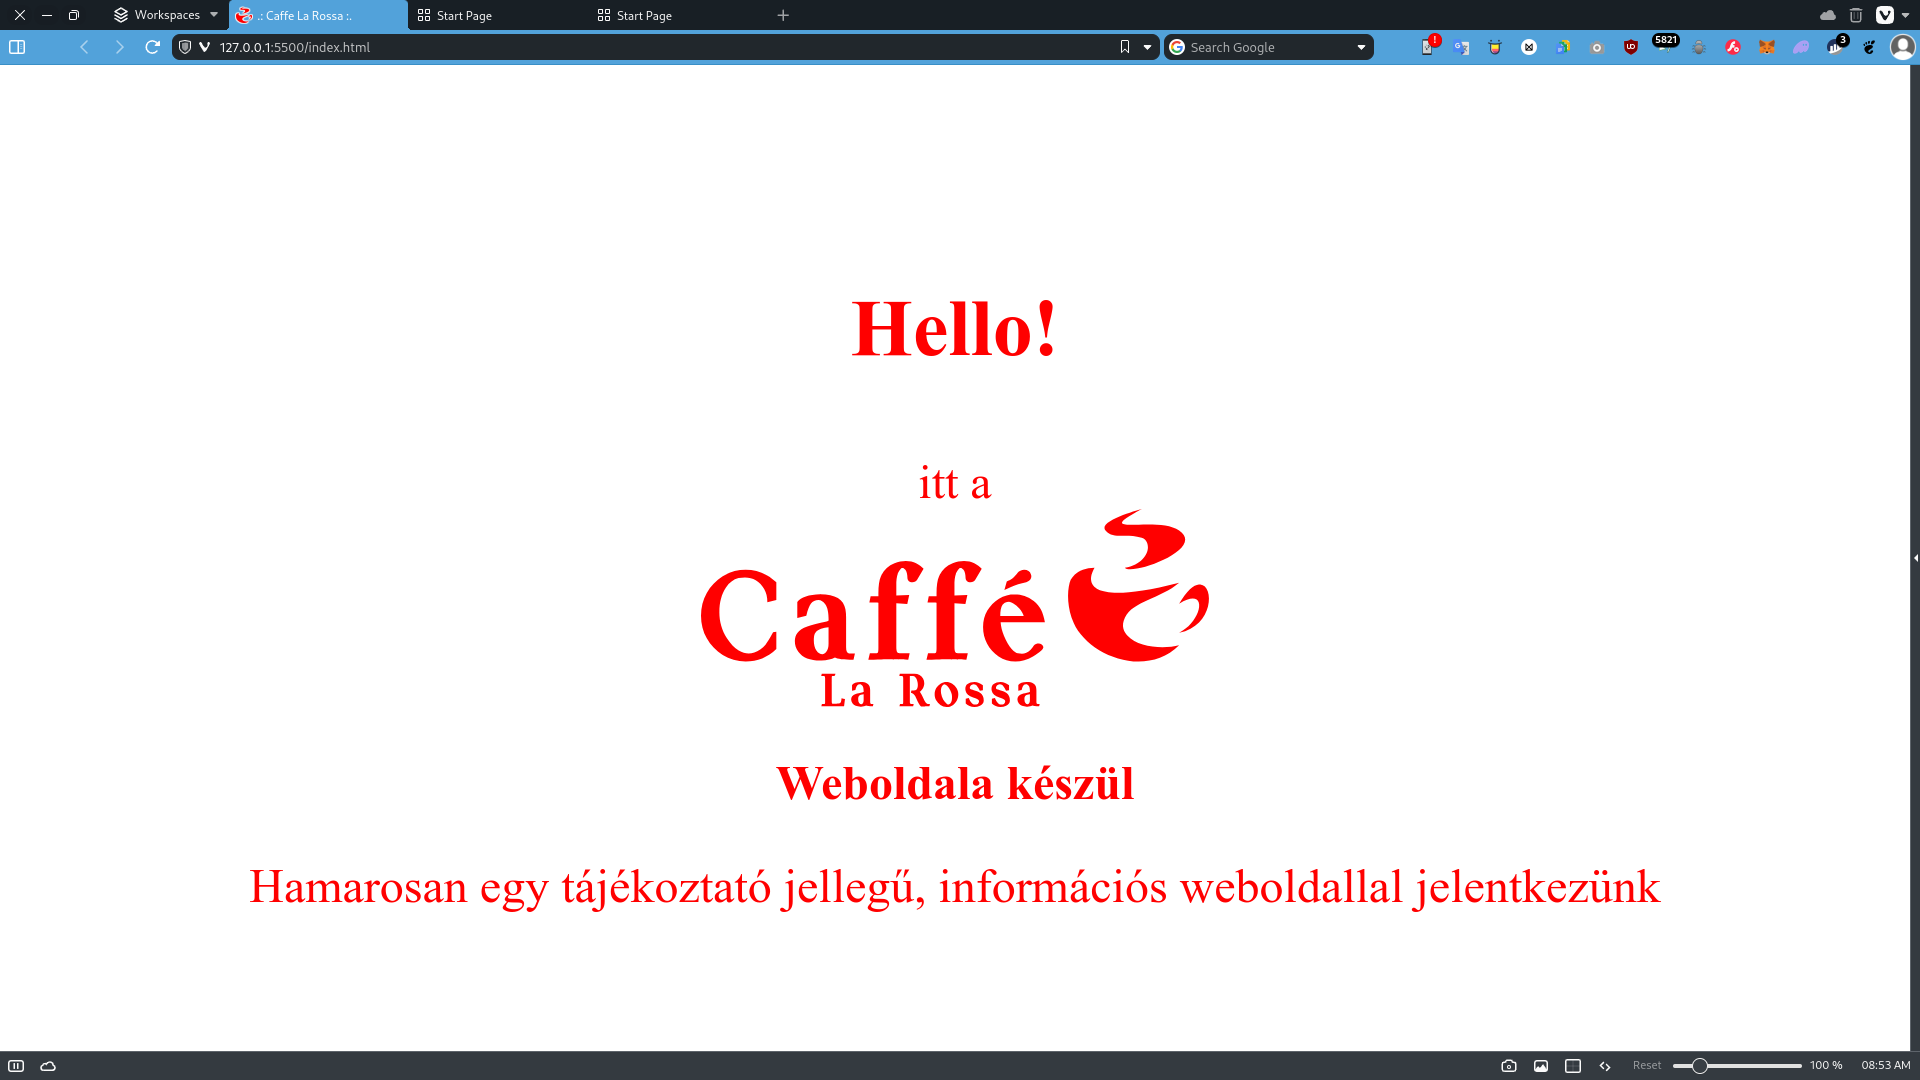 Workspaces
.: Caffe La Rossa :.
Start Page
Start Page
127.0.0.1:5500/index.html
Search Google
!
5821
3
Hello!
itt a
Caffé
La Rossa
Weboldala készül
Hamarosan egy tájékoztató jellegű, információs weboldallal jelentkezünk
Reset
100 %
08:53 AM